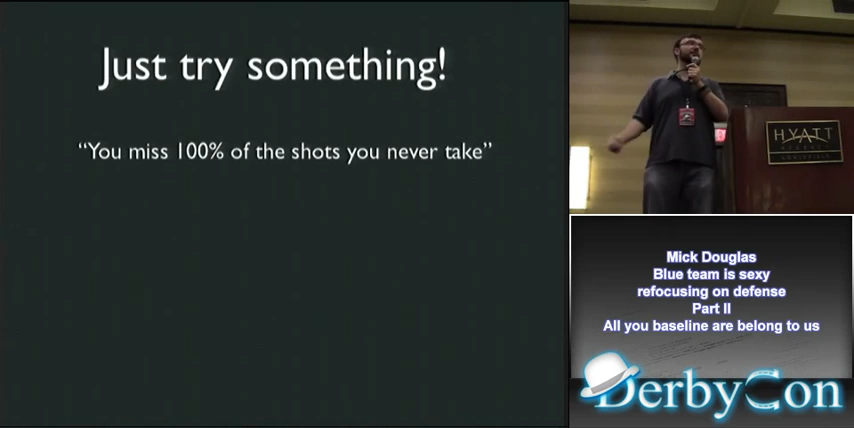 Just try something!
“You miss 100% of the shots you never take”
HYATT
Mick Douglas
Blue team is sexy
refocusing on defense
Part II
All you baseline are belong to us
DerbyCon